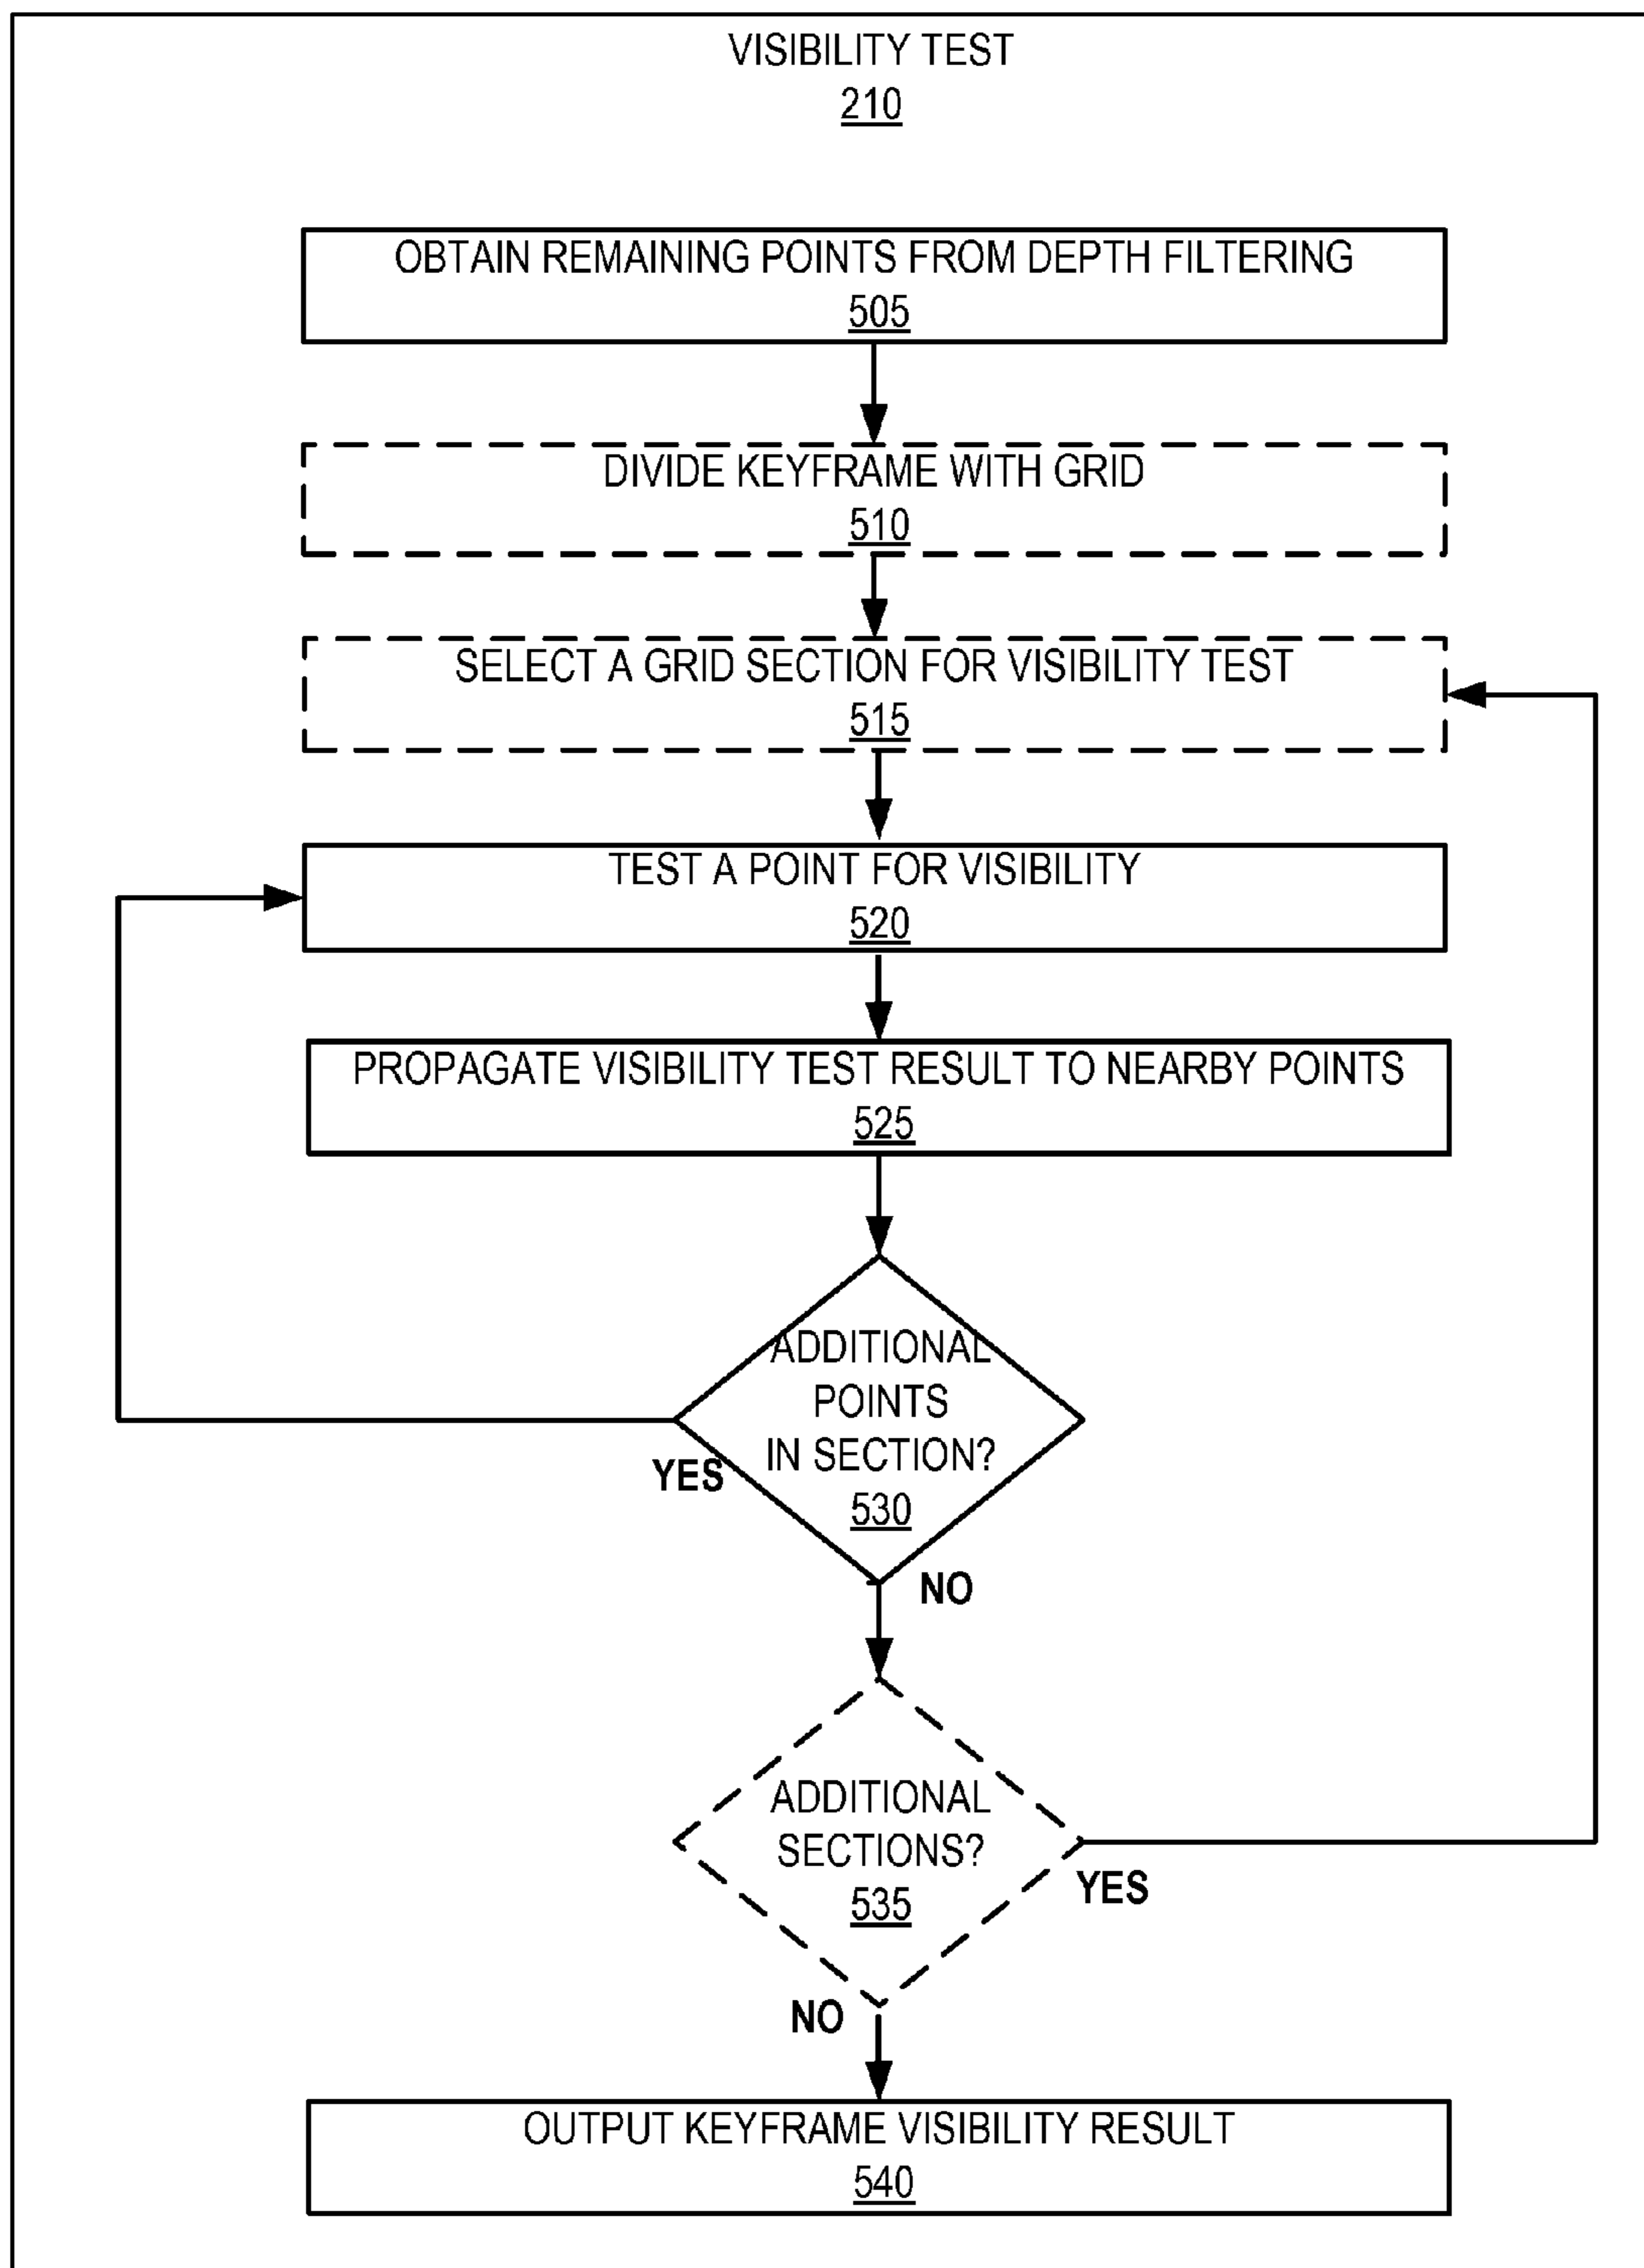 VISIBILITY TEST
210
OBTAIN REMAINING POINTS FROM DEPTH FILTERING
505
DIVIDE KEYFRAME WITH GRID
510
SELECT A GRID SECTION FOR VISIBILITY TEST
515
TEST A POINT FOR VISIBILITY
520
PROPAGATE VISIBILITY TEST RESULT TO NEARBY POINTS
525
ADDITIONAL
POINTS
IN SECTION?
YES
530
NO
ADDITIONAL
SECTIONS?
YES
535
NO
OUTPUT KEYFRAME VISIBILITY RESULT
540